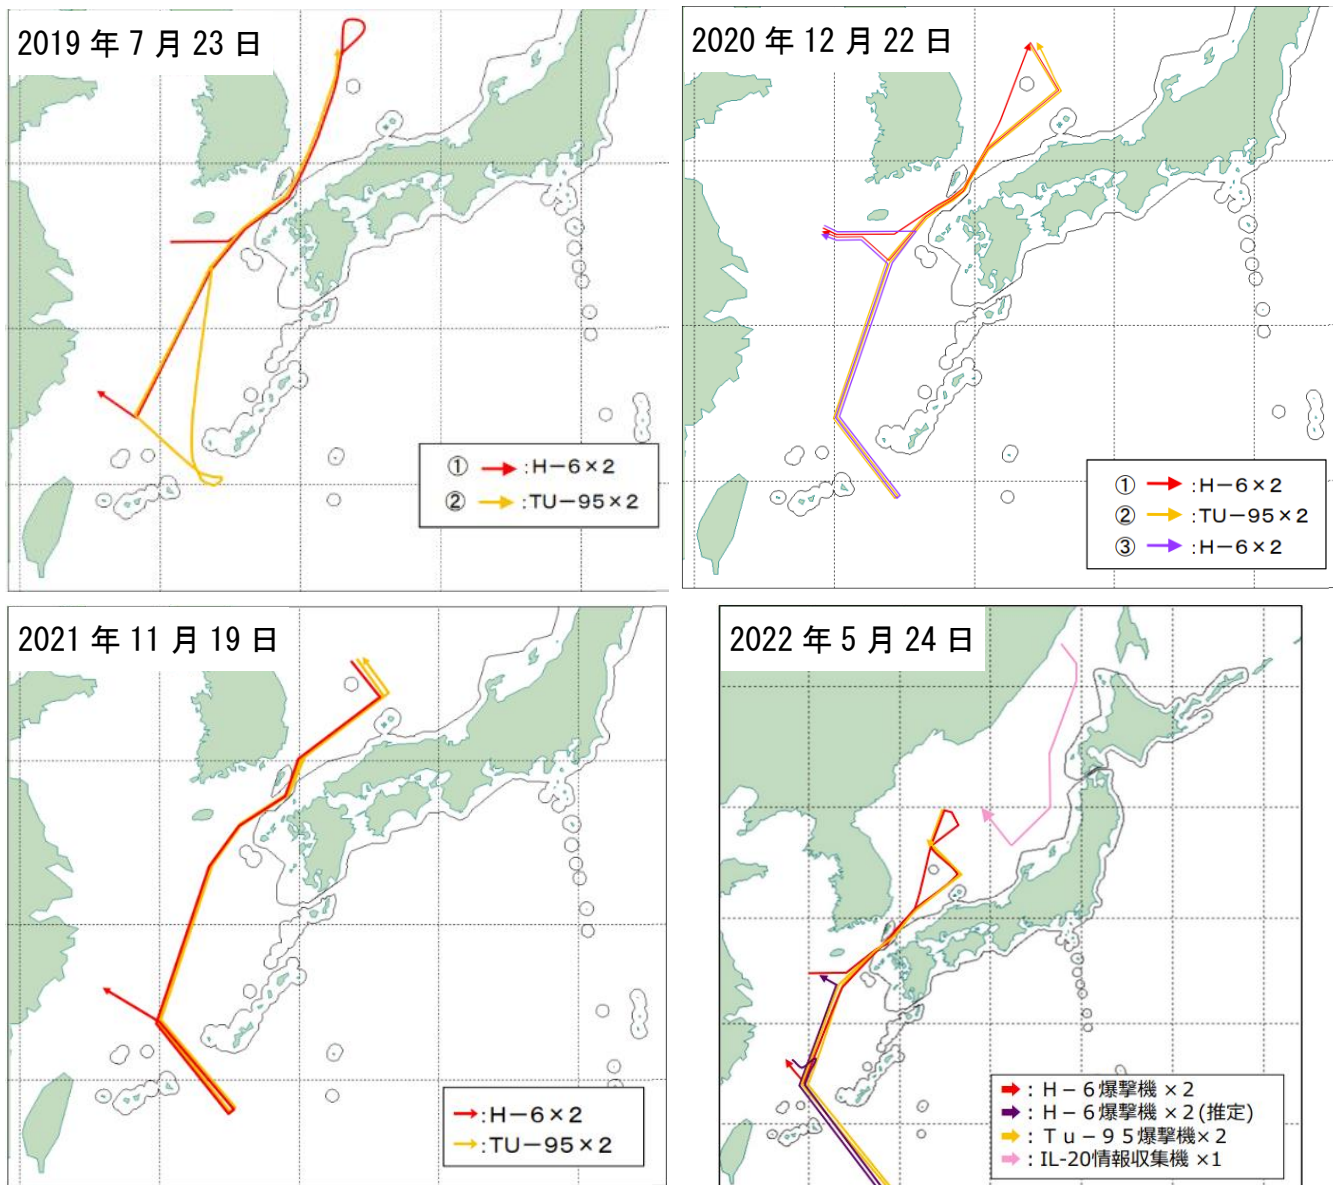 2019 年 7 月 23 日
① :H−6×2
② :TU−95×2
2020 年 12 月 22 日
① :H−6×2
② :TU−95×2
③ :H−6×2
2021 年 11 月 19 日
:H−6×2
:TU−95×2
2022 年 5 月 24 日
: H−6爆撃機 ×2
: H−6爆撃機 ×2(推定)
: Tu−95爆撃機×2
: IL-20情報収集機 ×1